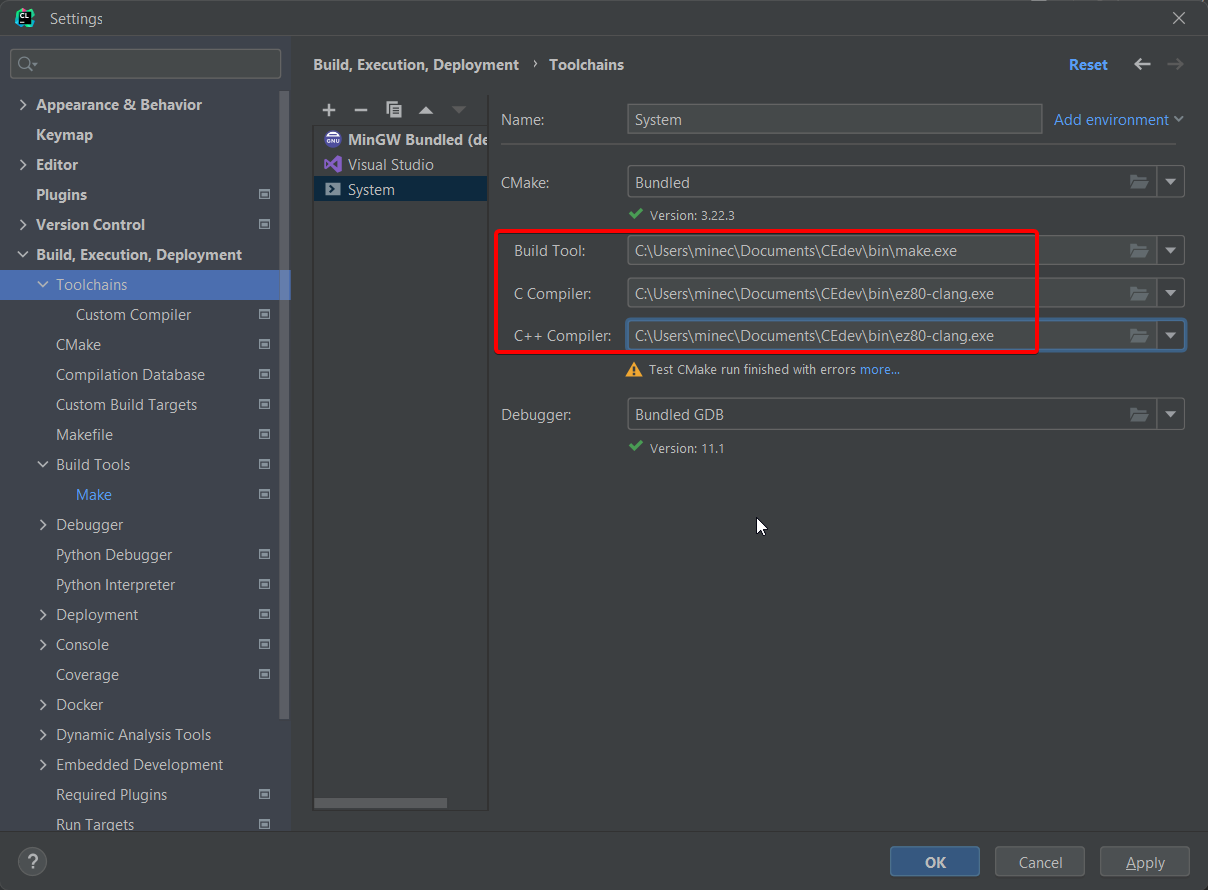 Settings
Build, Execution, Deployment › Toolchains
Reset
Appearance & Behavior
Keymap
Editor
Plugins
Version Control
Build, Execution, Deployment
Toolchains
Custom Compiler
CMake
Compilation Database
Custom Build Targets
Makefile
Build Tools
Make
Debugger
Python Debugger
Python Interpreter
Deployment
Console
Coverage
Docker
Dynamic Analysis Tools
Embedded Development
Required Plugins
Run Targets
MinGW Bundled (de
Visual Studio
System
Name: System Add environment
CMake: Bundled
Version: 3.22.3
Build Tool: C:\Users\minec\Documents\CEdev\bin\make.exe
C Compiler: C:\Users\minec\Documents\CEdev\bin\ez80-clang.exe
C++ Compiler: C:\Users\minec\Documents\CEdev\bin\ez80-clang.exe
Test CMake run finished with errors more...
Debugger: Bundled GDB
Version: 11.1
? OK Cancel Apply